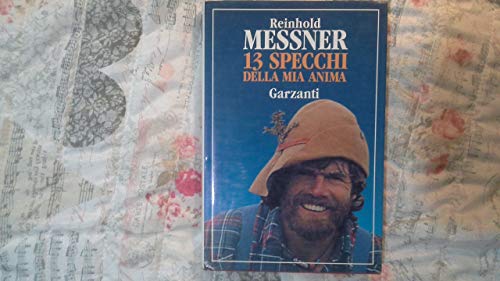 Reinhold
MESSNER
13 SPECCHI
DELLA MIA ANIMA
Garzanti